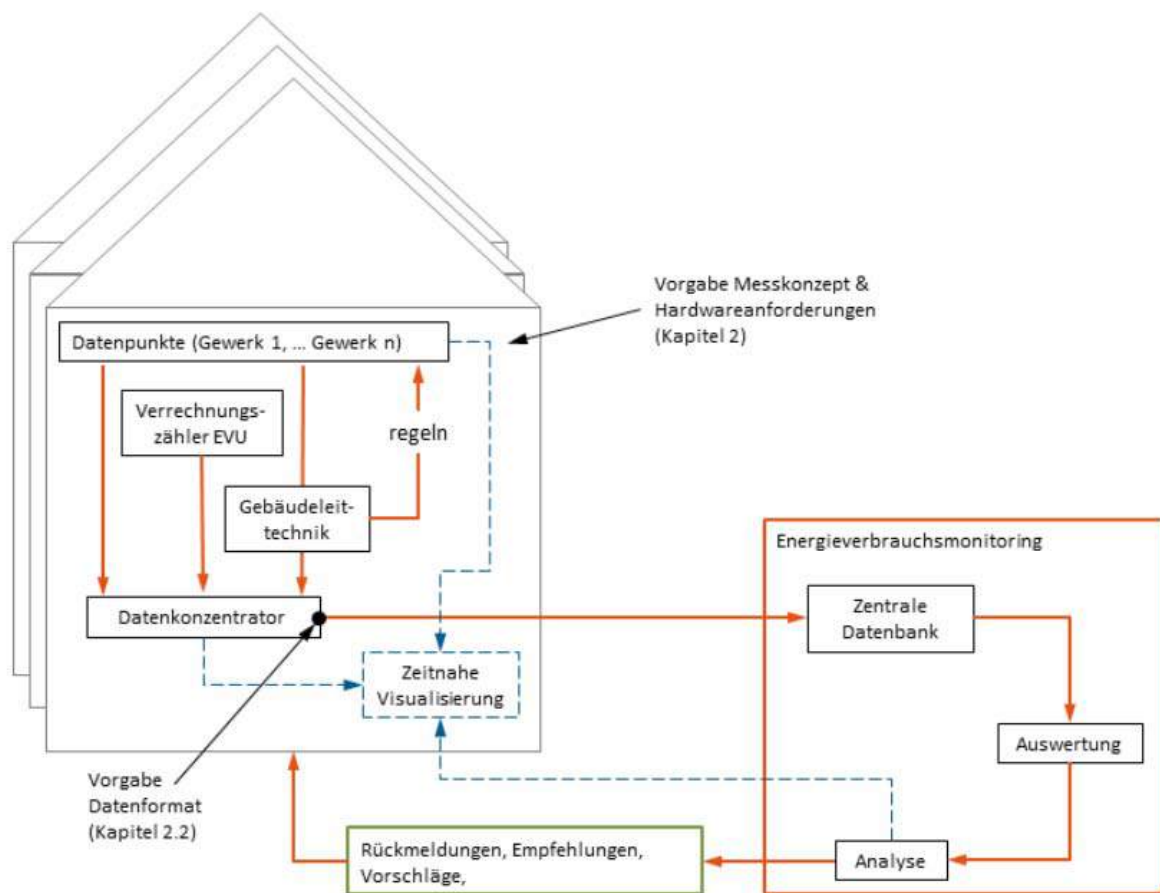 Vorgabe Messkonzept &
Hardwareanforderungen
(Kapitel 2)
Datenpunkte (Gewerk 1, ... Gewerk n)
Verrechnungs-
zähler EVU
regeln
Gebäudeleit-
technik
Energieverbrauchsmonitoring
Datenkonzentrator
Zentrale
Datenbank
Zeitnahe
Visualisierung
Auswertung
Vorgabe
Datenformat
(Kapitel 2.2)
Rückmeldungen, Empfehlungen,
Vorschläge,
Analyse